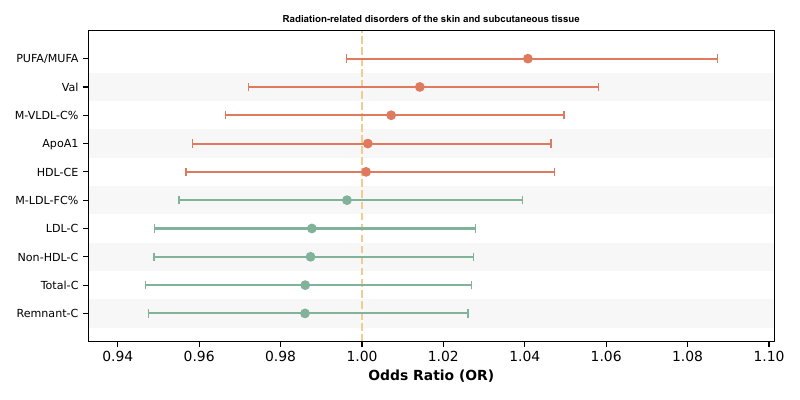 Radiation-related disorders of the skin and subcutaneous tissue
PUFA/MUFA
Val
M-VLDL-C%
ApoA1
HDL-CE
M-LDL-FC%
LDL-C
Non-HDL-C
Total-C
Remnant-C
0.94 0.96 0.98 1.00 1.02 1.04 1.06 1.08 1.10
Odds Ratio (OR)